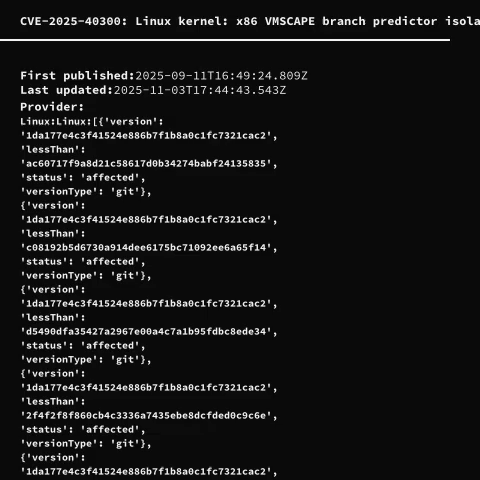 CVE-2025-40300: Linux kernel: x86 VMSCAPE branch predictor isola
First published:2025-09-11T16:49:24.809Z
Last updated:2025-11-03T17:44:43.543Z
Provider:
Linux:Linux:[{'version':
'1da177e4c3f41524e886b7f1b8a0c1fc7321cac2',
'lessThan':
'ac60717f9a8d21c58617d0b34274babf24135835',
'status': 'affected',
'versionType': 'git'},
{'version':
'1da177e4c3f41524e886b7f1b8a0c1fc7321cac2',
'lessThan':
'c08192b5d6730a914dee6175bc71092ee6a65f14',
'status': 'affected',
'versionType': 'git'},
{'version':
'1da177e4c3f41524e886b7f1b8a0c1fc7321cac2',
'lessThan':
'd5490dfa35427a2967e00a4c7a1b95fdbc8ede34',
'status': 'affected',
'versionType': 'git'},
{'version':
'1da177e4c3f41524e886b7f1b8a0c1fc7321cac2',
'lessThan':
'2f4f2f8f860cb4c3336a7435ebe8dcfded0c9c6e',
'status': 'affected',
'versionType': 'git'},
{'version':
'1da177e4c3f41524e886b7f1b8a0c1fc7321cac2',